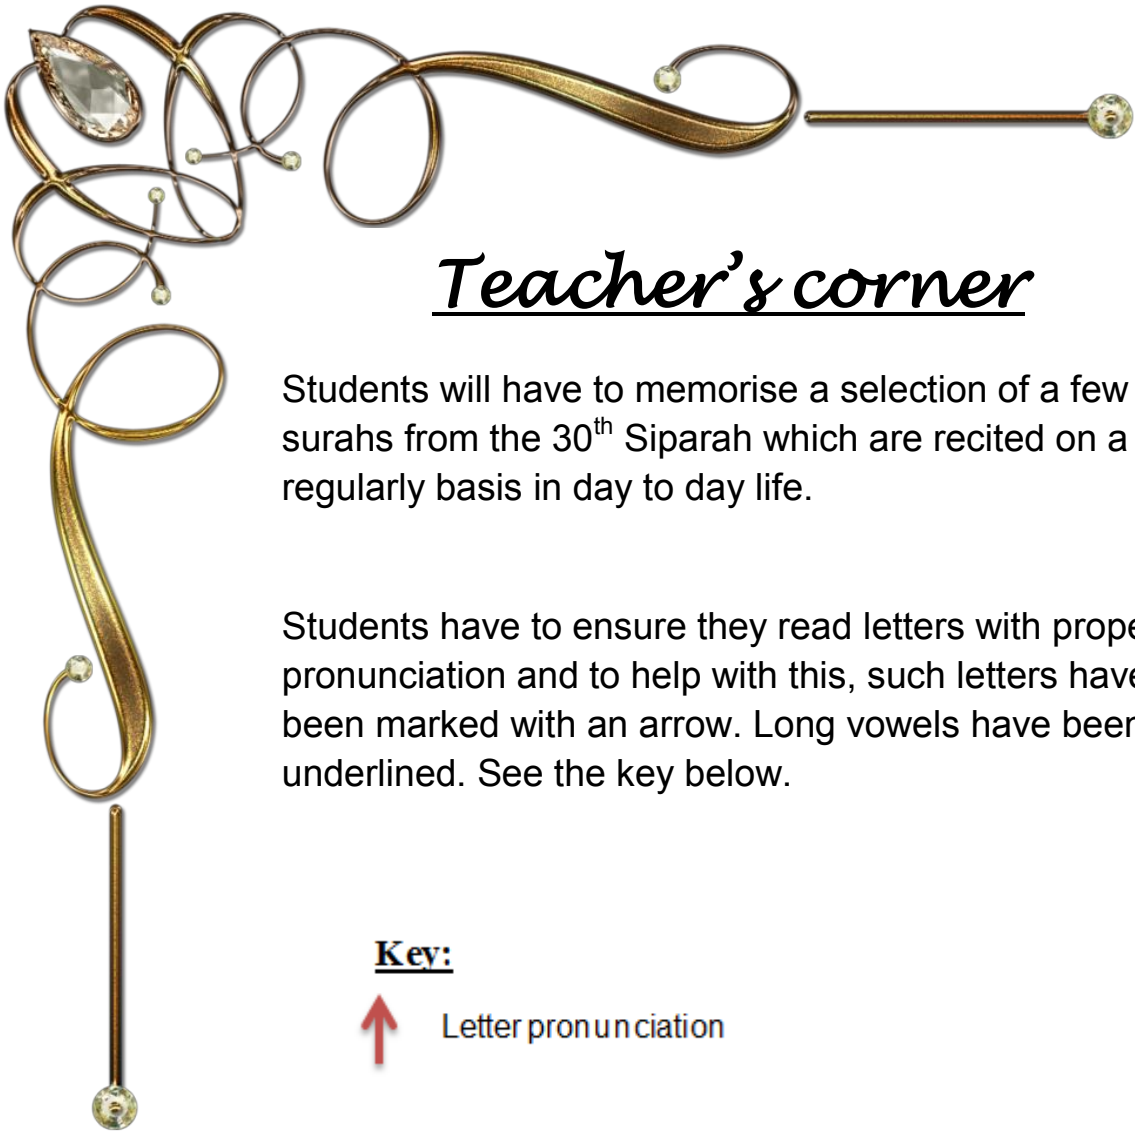 Teacher's corner
Students will have to memorise a selection of a few
surahs from the 30th Siparah which are recited on a
regularly basis in day to day life.
Students have to ensure they read letters with prope
pronunciation and to help with this, such letters have
been marked with an arrow. Long vowels have been
underlined. See the key below.
Key:
Letter pronunciation